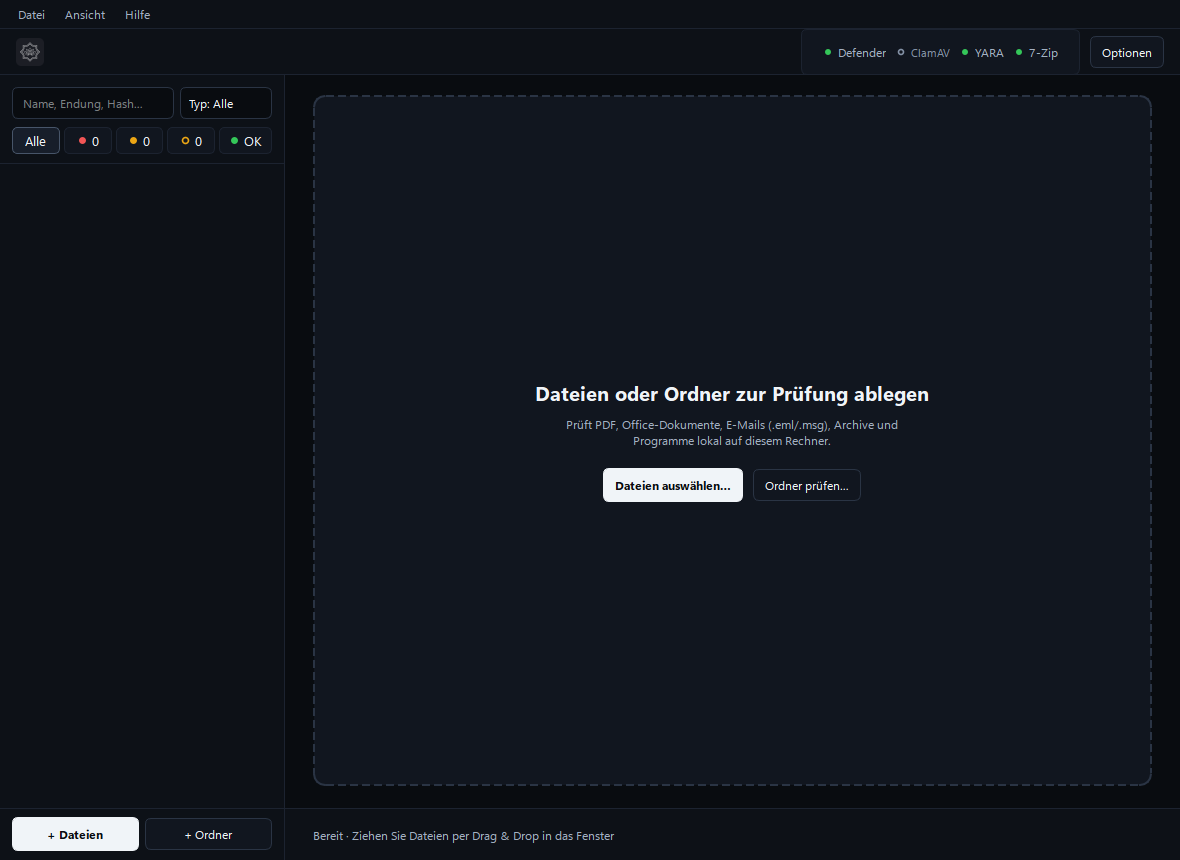 Datei Ansicht Hilfe
Defender ClamAV YARA 7-Zip Optionen
Name, Endung, Hash... Typ: Alle
Alle 0 0 0 OK
Dateien oder Ordner zur Prüfung ablegen
Prüft PDF, Office-Dokumente, E-Mails (.eml/.msg), Archive und
Programme lokal auf diesem Rechner.
Dateien auswählen... Ordner prüfen...
+ Dateien + Ordner
Bereit · Ziehen Sie Dateien per Drag & Drop in das Fenster